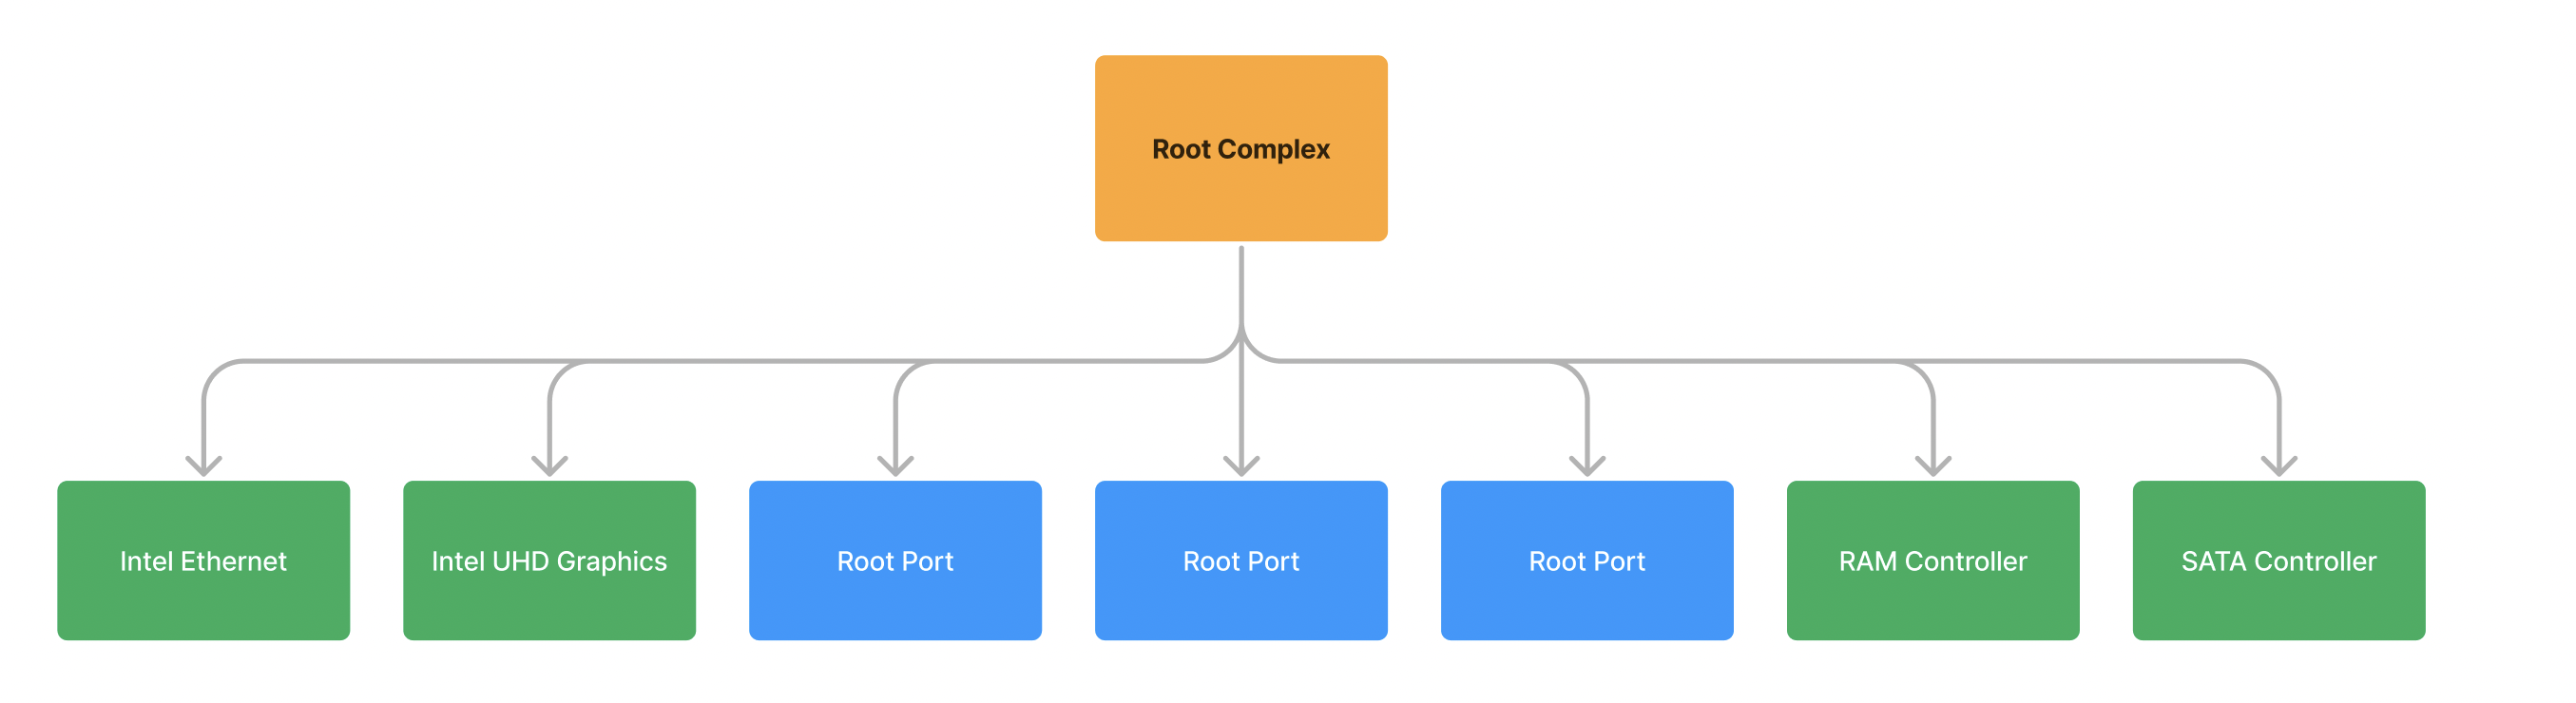 Root Complex
Intel Ethernet
Intel UHD Graphics
Root Port
Root Port
Root Port
RAM Controller
SATA Controller